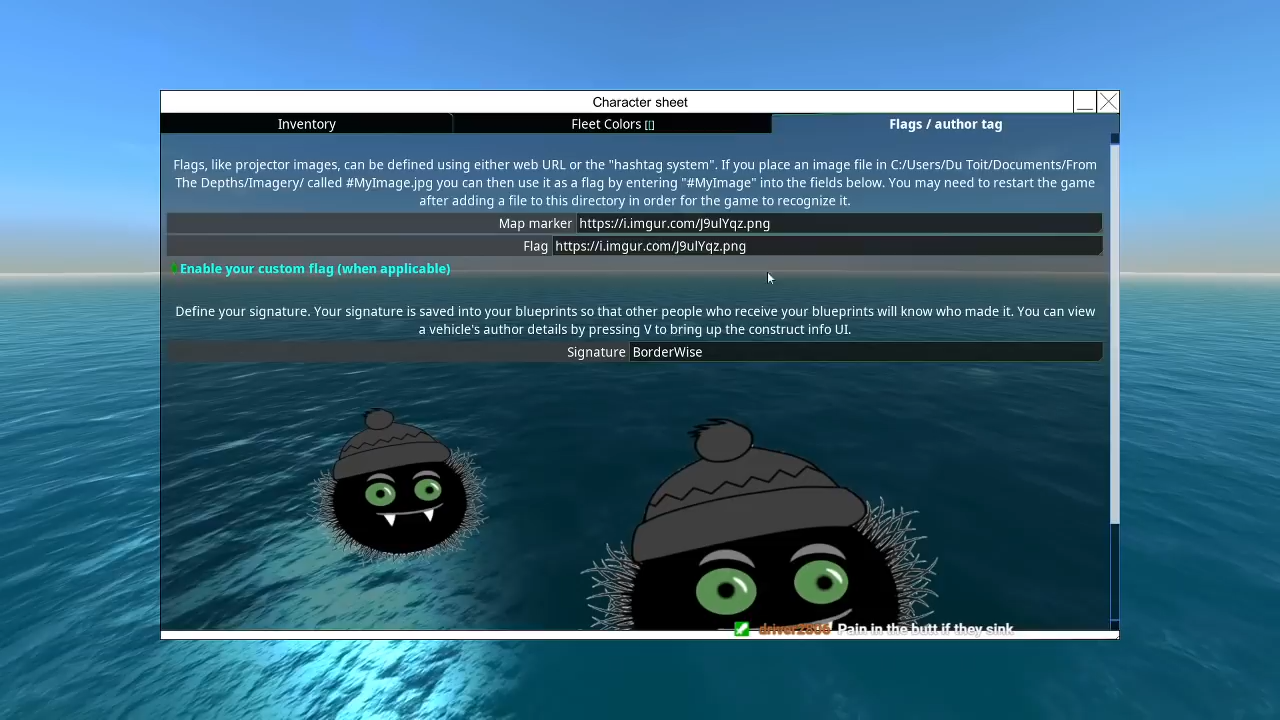 Character sheet
Inventory
Fleet Colors [[]
Flags / author tag
Flags, like projector images, can be defined using either web URL or the "hashtag system". If you place an image file in C:/Users/Du Toit/Documents/From
The Depths/Imagery/ called #MyImage.jpg you can then use it as a flag by entering "#MyImage" into the fields below. You may need to restart the game
after adding a file to this directory in order for the game to recognize it.
Map marker https://i.imgur.com/J9ulYqz.png
Flag https://i.imgur.com/J9ulYqz.png
Enable your custom flag (when applicable)
Define your signature. Your signature is saved into your blueprints so that other people who receive your blueprints will know who made it. You can view
a vehicle's author details by pressing V to bring up the construct info UI.
Signature BorderWise
driver2806 Pain in the butt if they sink